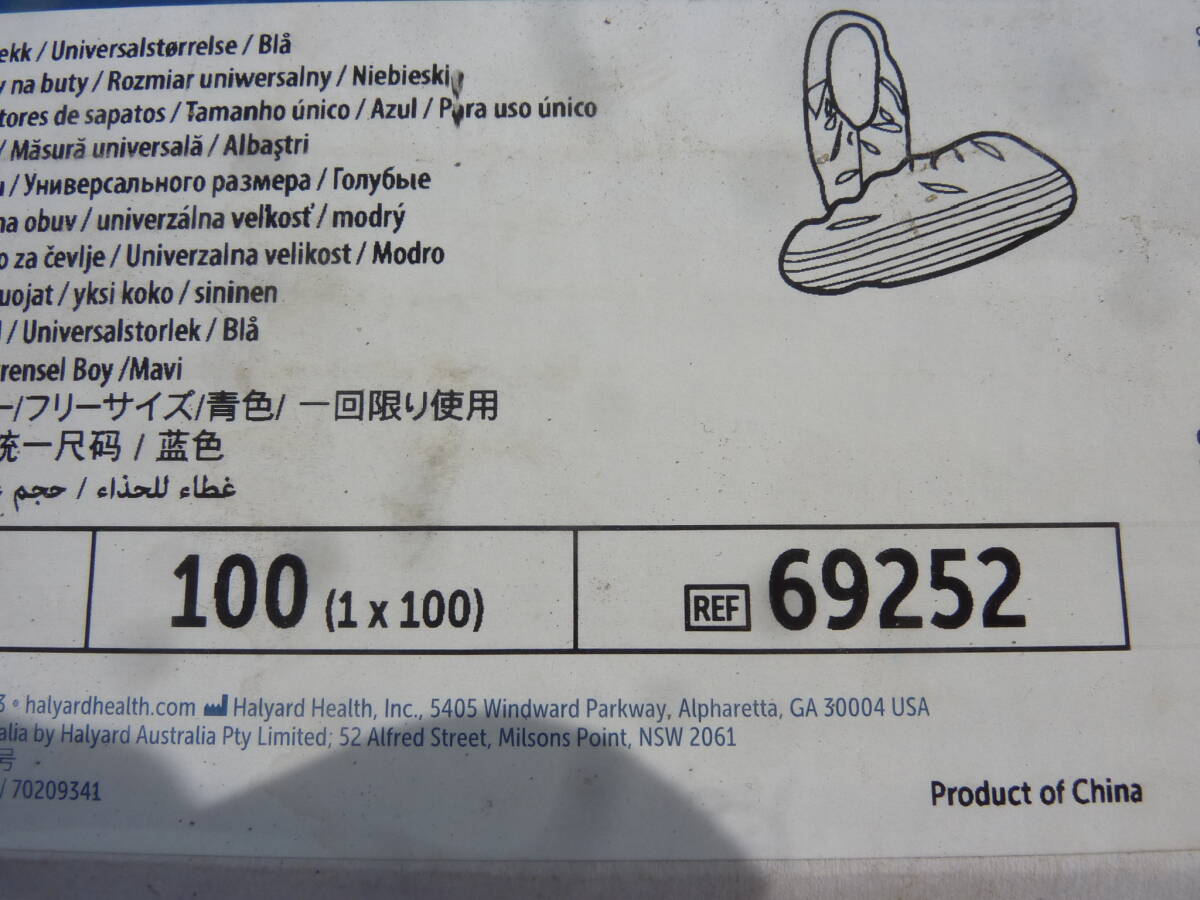 ekk / Universalstørrelse / Blå
y na buty / Rozmiar uniwersalny / Niebieski
tores de sapatos / Tamanho único / Azul / Para uso único
/ Măsură universală / Albaştri
/ Универсального размера / Голубые
na obuv / univerzálna veľkosť / modrý
o za čevlje / Univerzalna velikost / Modro
uojat / yksi koko / sininen
/ Universalstorlek / Blå
rensel Boy /Mavi
ー/フリーサイズ/青色/ 一回限り使用
统一尺码 / 蓝色
غطاء للحذاء / حجم
100 (1 x 100)
REF 69252
3 • halyardhealth.com Halyard Health, Inc., 5405 Windward Parkway, Alpharetta, GA 30004 USA
alia by Halyard Australia Pty Limited; 52 Alfred Street, Milsons Point, NSW 2061
号
/ 70209341
Product of China